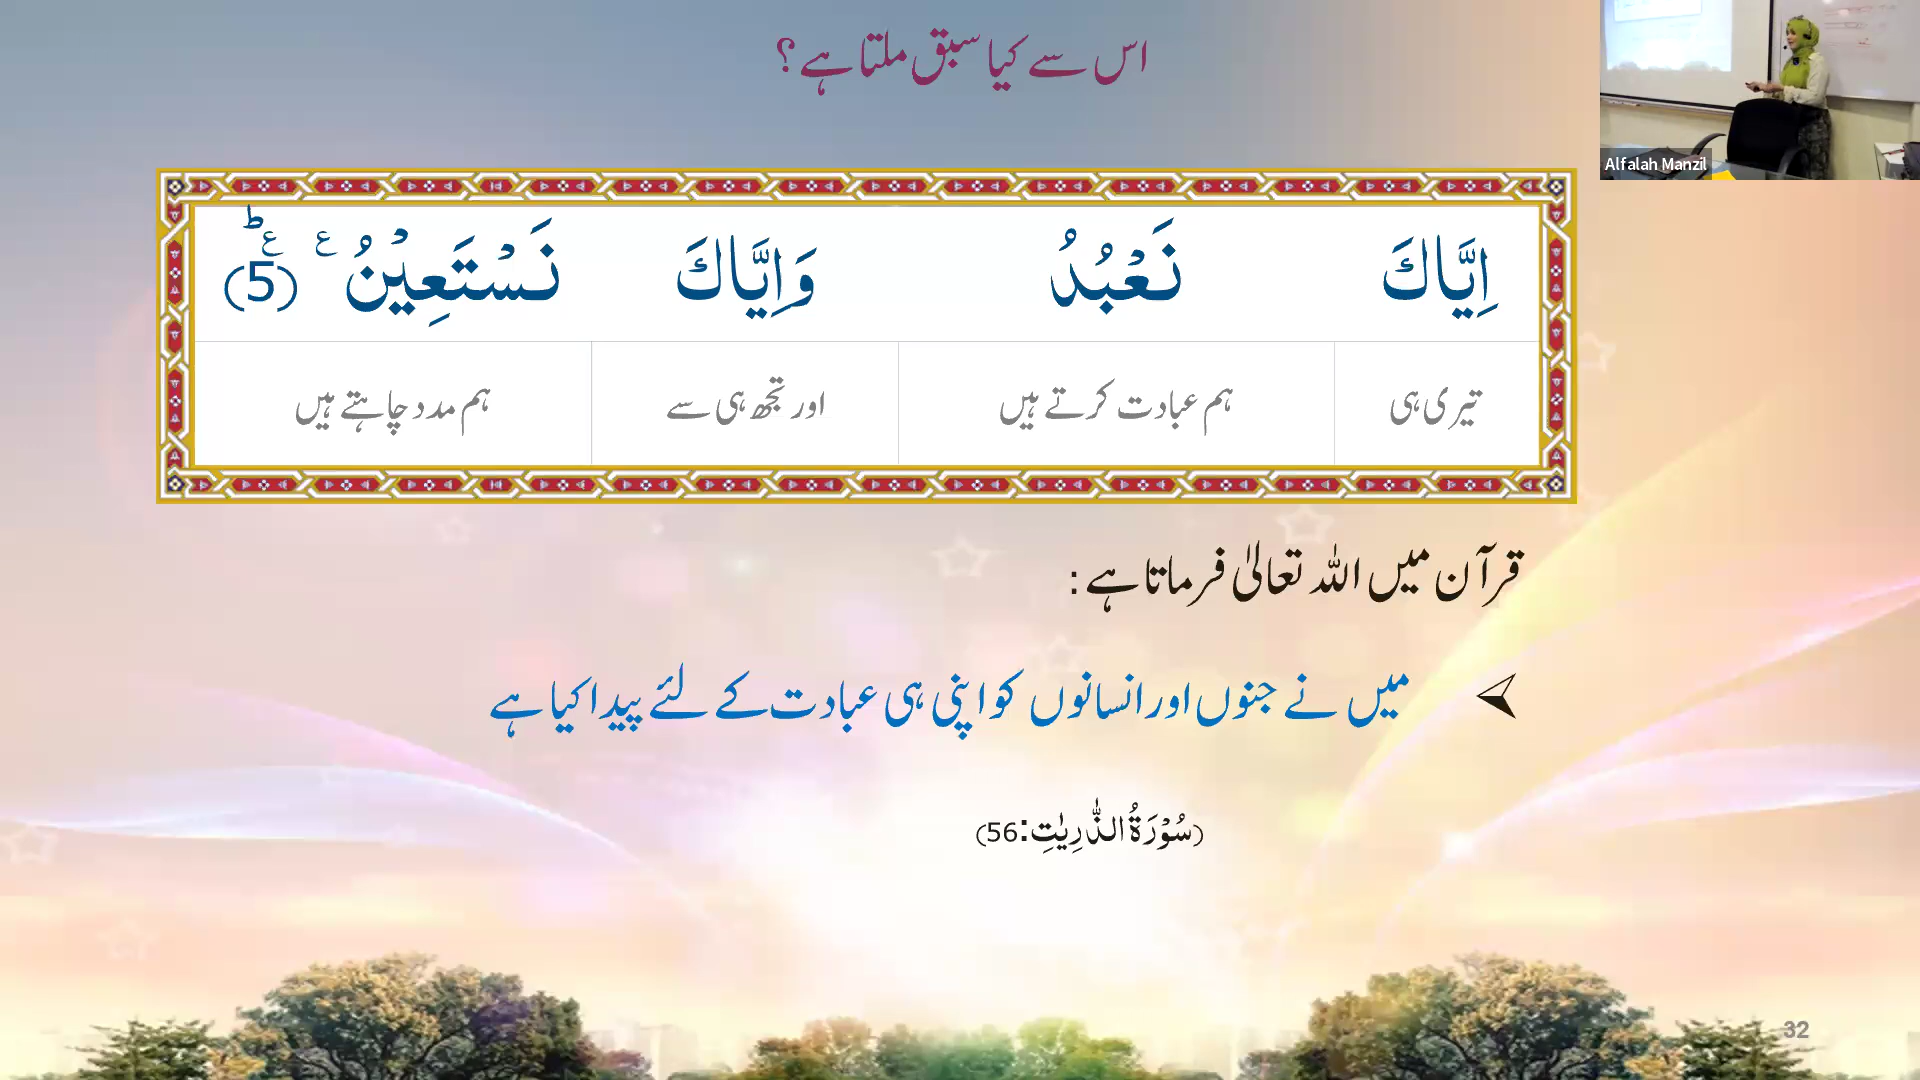 اس سے کیا سبق ملتا ہے؟
Alfalah Manzil
اِیَّاكَ نَعْبُدُ وَاِیَّاكَ نَسْتَعِیْنُ ؏ (5) ؕ؏
تیری ہی ہم عبادت کرتے ہیں اور تجھ ہی سے ہم مدد چاہتے ہیں
قرآن میں اللہ تعالیٰ فرماتا ہے:
میں نے جنوں اور انسانوں کو اپنی ہی عبادت کے لئے پیدا کیا ہے
(سُوْرَةُ الذّٰرِیٰتِ:56)
32